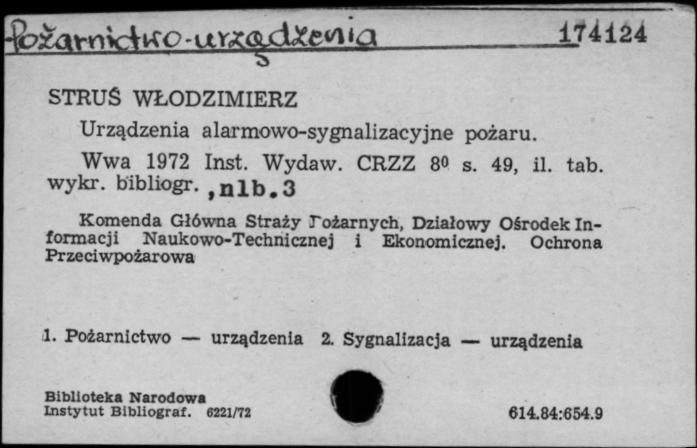 Pożarnictwo-urządzenia 174124
STRUŚ WŁODZIMIERZ
Urządzenia alarmowo-sygnalizacyjne pożaru.
Wwa 1972 Inst. Wydaw. CRZZ 8⁰ s. 49, il. tab.
wykr. bibliogr. ,nlb.3
Komenda Główna Straży Pożarnych, Działowy Ośrodek In-
formacji Naukowo-Technicznej i Ekonomicznej. Ochrona
Przeciwpożarowa
1. Pożarnictwo — urządzenia 2. Sygnalizacja — urządzenia
Biblioteka Narodowa
Instytut Bibliograf. 6221/72 614.84:654.9